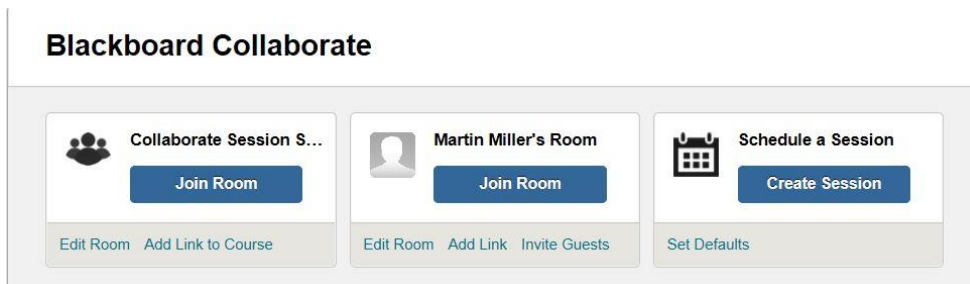 Blackboard Collaborate
Collaborate Session S...
Join Room
Edit Room Add Link to Course
Martin Miller's Room
Join Room
Edit Room Add Link Invite Guests
Schedule a Session
Create Session
Set Defaults